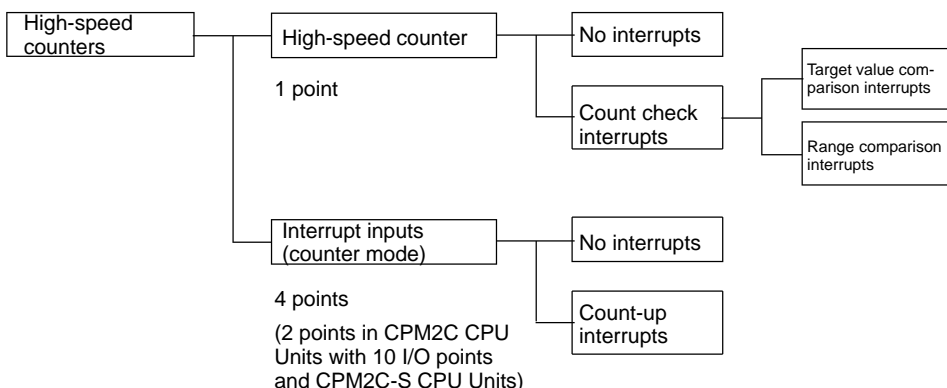 High-speed
counters
High-speed counter
1 point
No interrupts
Count check
interrupts
Target value com-
parison interrupts
Range comparison
interrupts
Interrupt inputs
(counter mode)
4 points
(2 points in CPM2C CPU
Units with 10 I/O points
and CPM2C-S CPU Units)
No interrupts
Count-up
interrupts